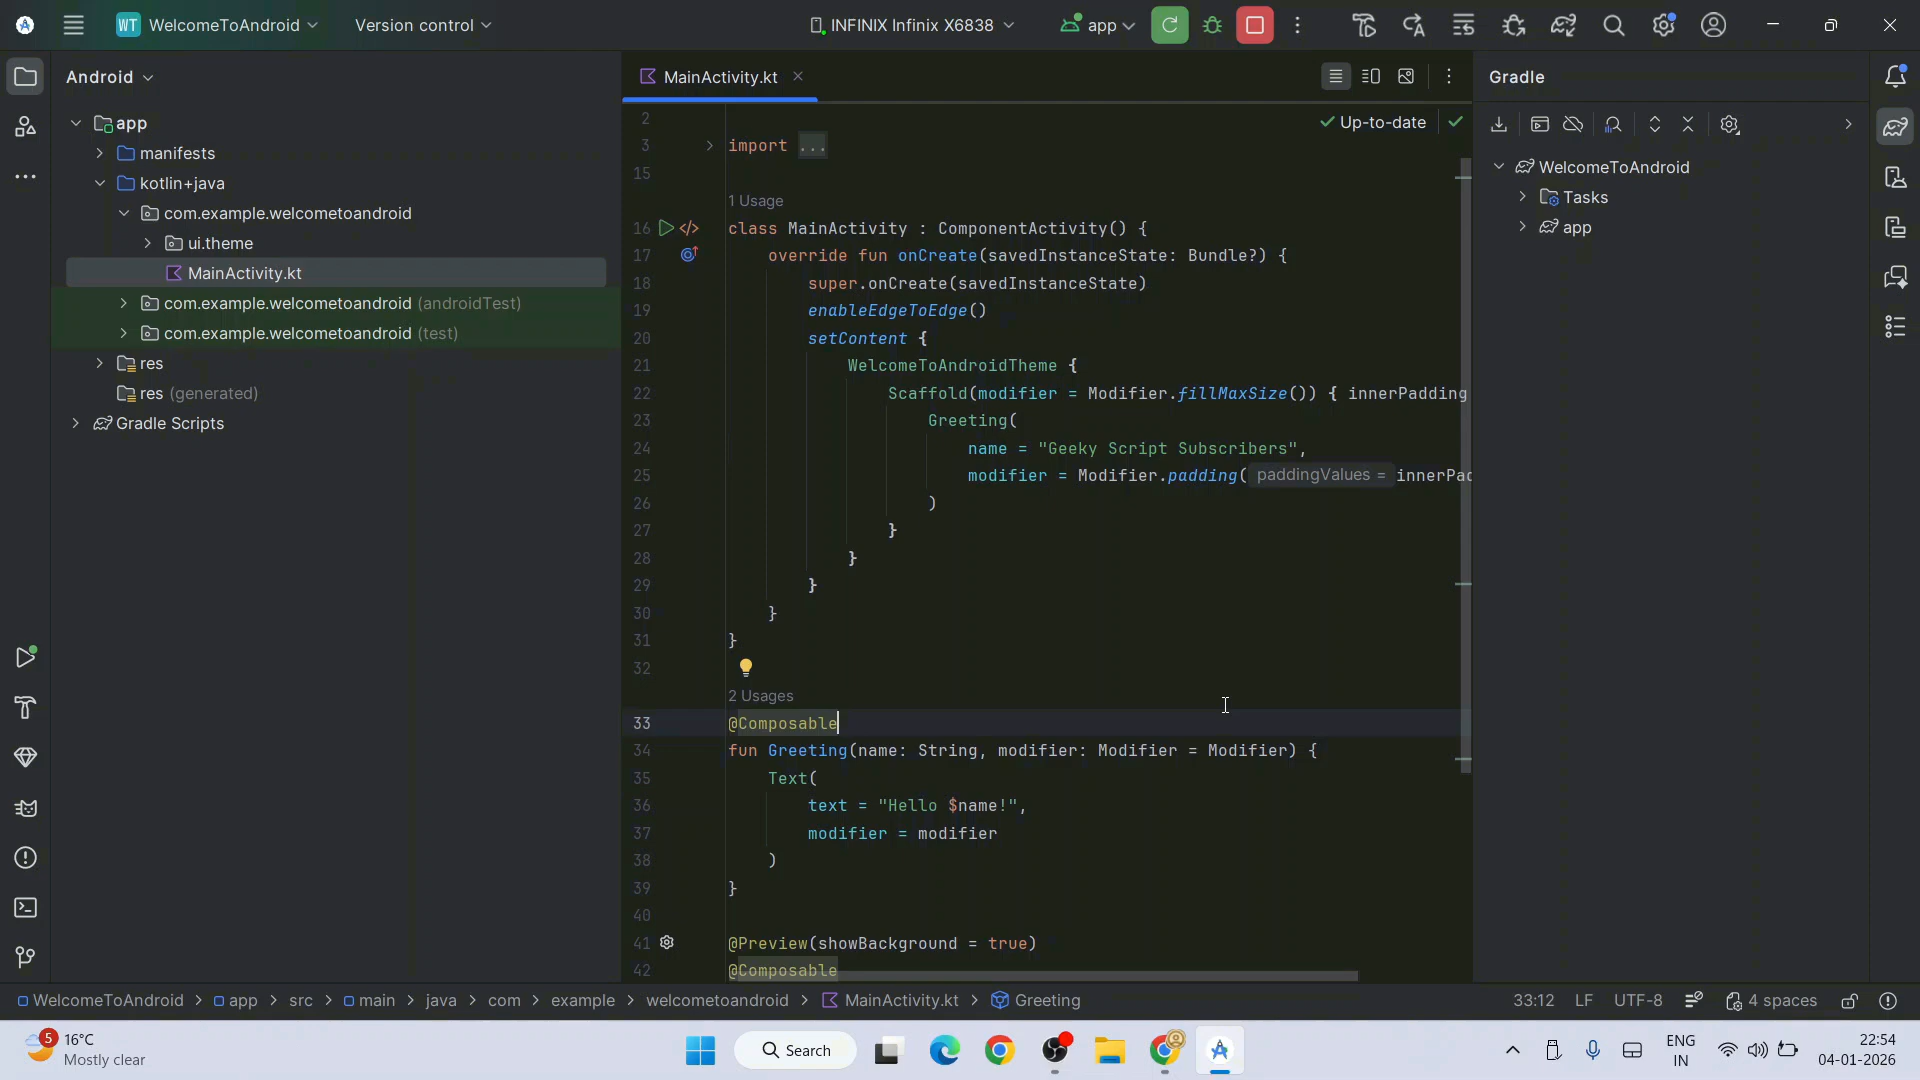 WT WelcomeToAndroid
Version control
INFINIX Infinix X6838
app
Android
app
manifests
kotlin+java
com.example.welcometoandroid
ui.theme
MainActivity.kt
com.example.welcometoandroid (androidTest)
com.example.welcometoandroid (test)
res
res (generated)
Gradle Scripts
MainActivity.kt
Up-to-date
2
3 import ...
15
1 Usage
16 class MainActivity : ComponentActivity() {
17 override fun onCreate(savedInstanceState: Bundle?) {
18 super.onCreate(savedInstanceState)
19 enableEdgeToEdge()
20 setContent {
21 WelcomeToAndroidTheme {
22 Scaffold(modifier = Modifier.fillMaxSize()) { innerPadding
23 Greeting(
24 name = "Geeky Script Subscribers",
25 modifier = Modifier.padding( paddingValues = innerPad
26 )
27 }
28 }
29 }
30 }
31 }
32
2 Usages
33 @Composable
34 fun Greeting(name: String, modifier: Modifier = Modifier) {
35 Text(
36 text = "Hello $name!",
37 modifier = modifier
38 )
39 }
40
41 @Preview(showBackground = true)
42 @Composable
Gradle
WelcomeToAndroid
Tasks
app
WelcomeToAndroid > app > src > main > java > com > example > welcometoandroid > MainActivity.kt > Greeting
33:12 LF UTF-8 4 spaces
5
16°C
Mostly clear
Search
ENG
IN
22:54
04-01-2026